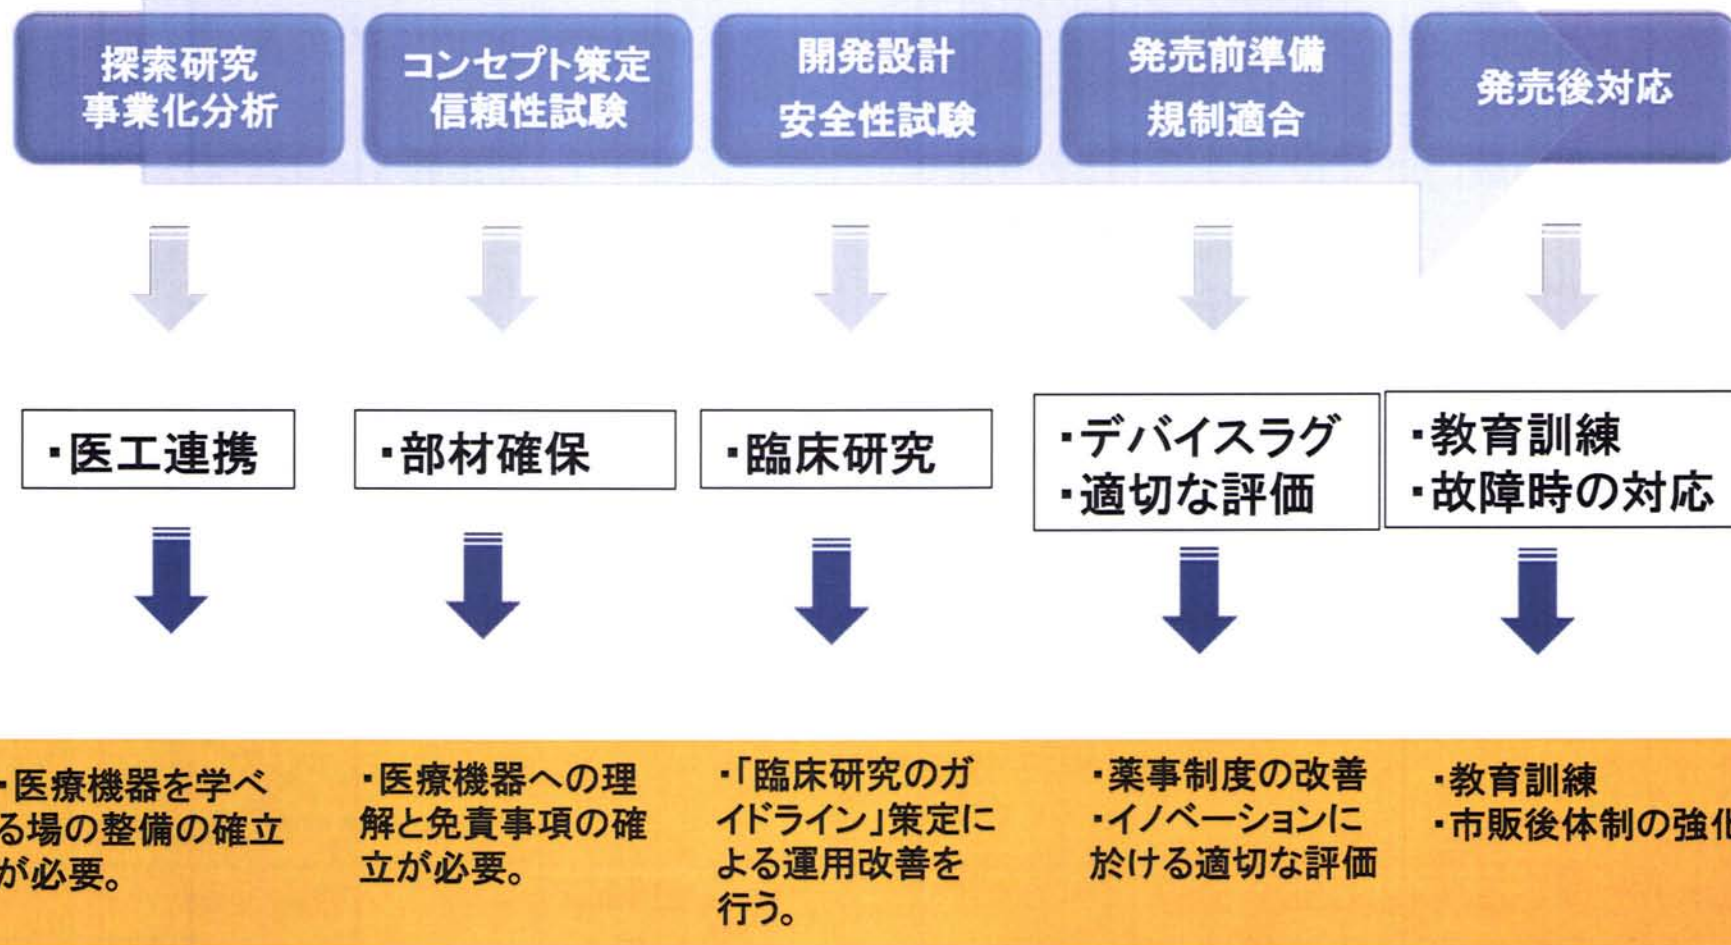 探索研究
事業化分析
コンセプト策定
信頼性試験
開発設計
安全性試験
発売前準備
規制適合
発売後対応
・医工連携
・部材確保
・臨床研究
・デバイスラグ
・適切な評価
・教育訓練
・故障時の対応
・医療機器を学べ
る場の整備の確立
が必要。
・医療機器への理
解と免責事項の確
立が必要。
・「臨床研究のガ
イドライン」策定に
よる運用改善を
行う。
・薬事制度の改善
・イノベーションに
於ける適切な評価
・教育訓練
・市販後体制の強化